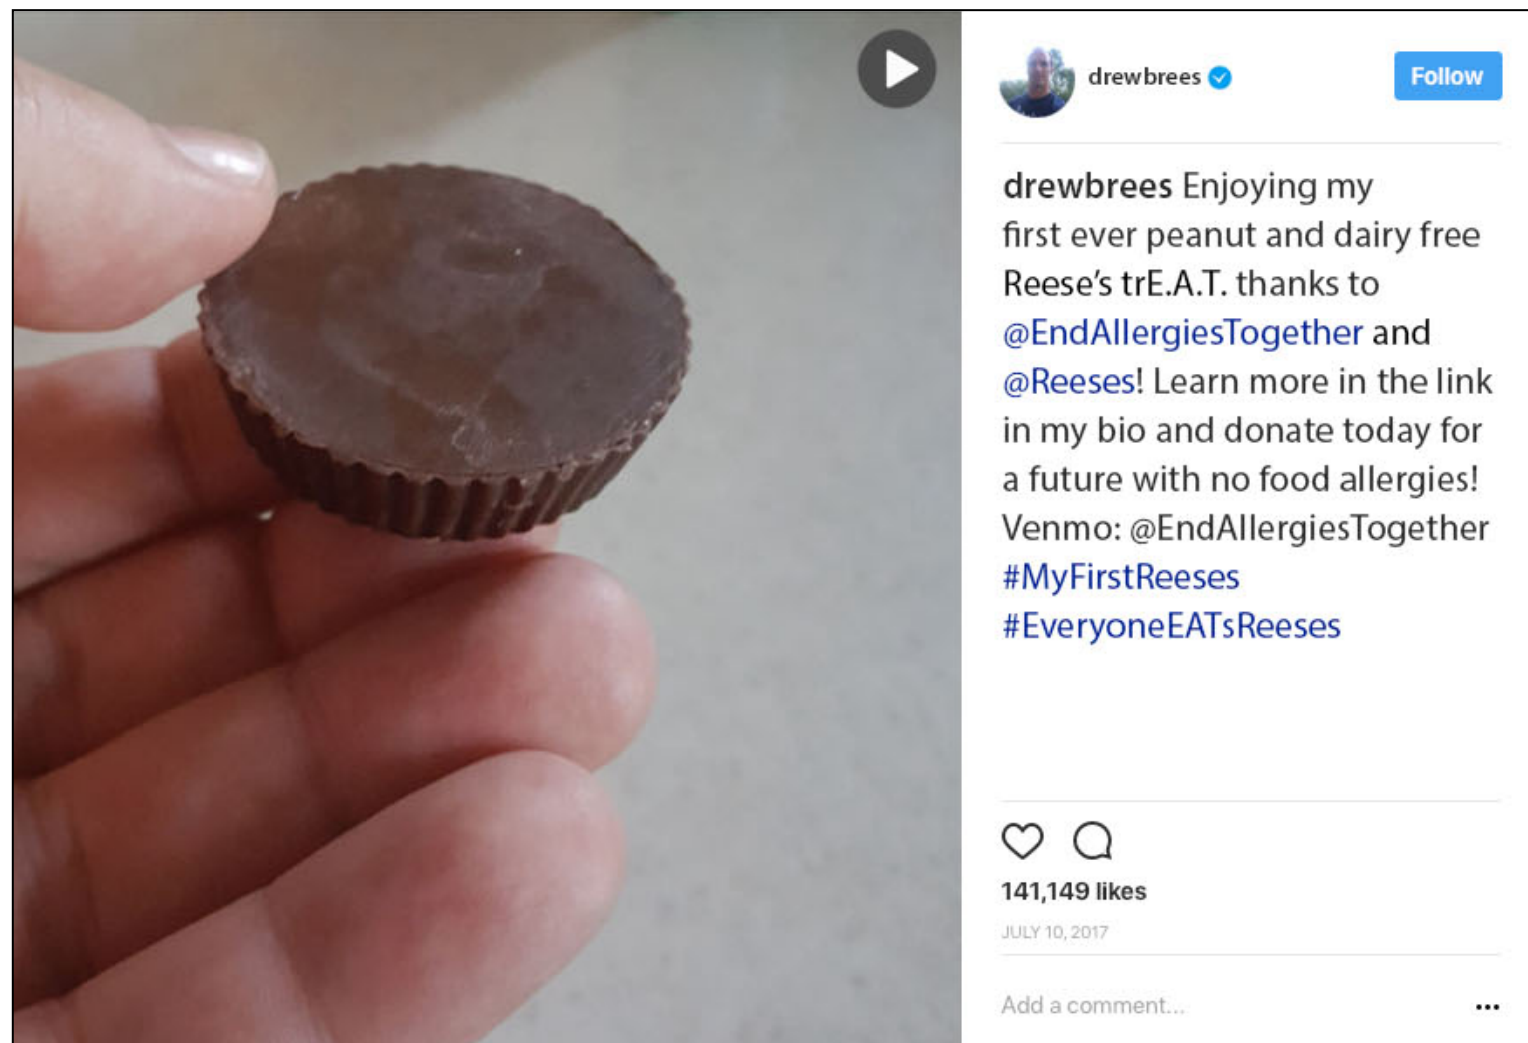 drewbrees
Follow
drewbrees Enjoying my
first ever peanut and dairy free
Reese's trE.A.T. thanks to
@EndAllergiesTogether and
@Reeses! Learn more in the link
in my bio and donate today for
a future with no food allergies!
Venmo: @EndAllergiesTogether
#MyFirstReeses
#EveryoneEATsReeses
141,149 likes
JULY 10, 2017
Add a comment...